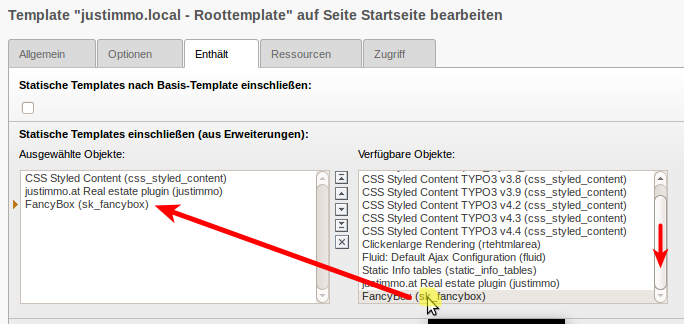 Template "justimmo.local - Roottemplate" auf Seite Startseite bearbeiten
Allgemein Optionen Enthält Ressourcen Zugriff
Statische Templates nach Basis-Template einschließen:
Statische Templates einschließen (aus Erweiterungen):
Ausgewählte Objekte:
CSS Styled Content (css_styled_content)
justimmo.at Real estate plugin (justimmo)
FancyBox (sk_fancybox)
Verfügbare Objekte:
CSS Styled Content TYPO3 v3.8 (css_styled_content)
CSS Styled Content TYPO3 v3.9 (css_styled_content)
CSS Styled Content TYPO3 v4.2 (css_styled_content)
CSS Styled Content TYPO3 v4.3 (css_styled_content)
CSS Styled Content TYPO3 v4.4 (css_styled_content)
Clickenlarge Rendering (rtehtmlarea)
Fluid: Default Ajax Configuration (fluid)
Static Info tables (static_info_tables)
justimmo.at Real estate plugin (justimmo)
FancyBox (sk_fancybox)